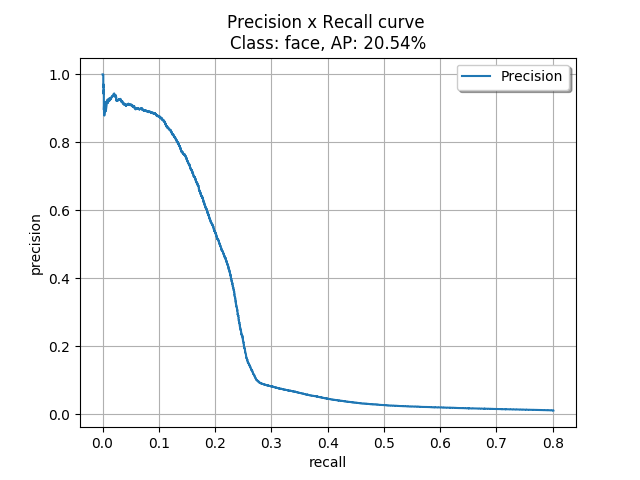 Precision x Recall curve
Class: face, AP: 20.54%
Precision
1.0
0.8
0.6
0.4
0.2
0.0
precision
0.0 0.1 0.2 0.3 0.4 0.5 0.6 0.7 0.8
recall